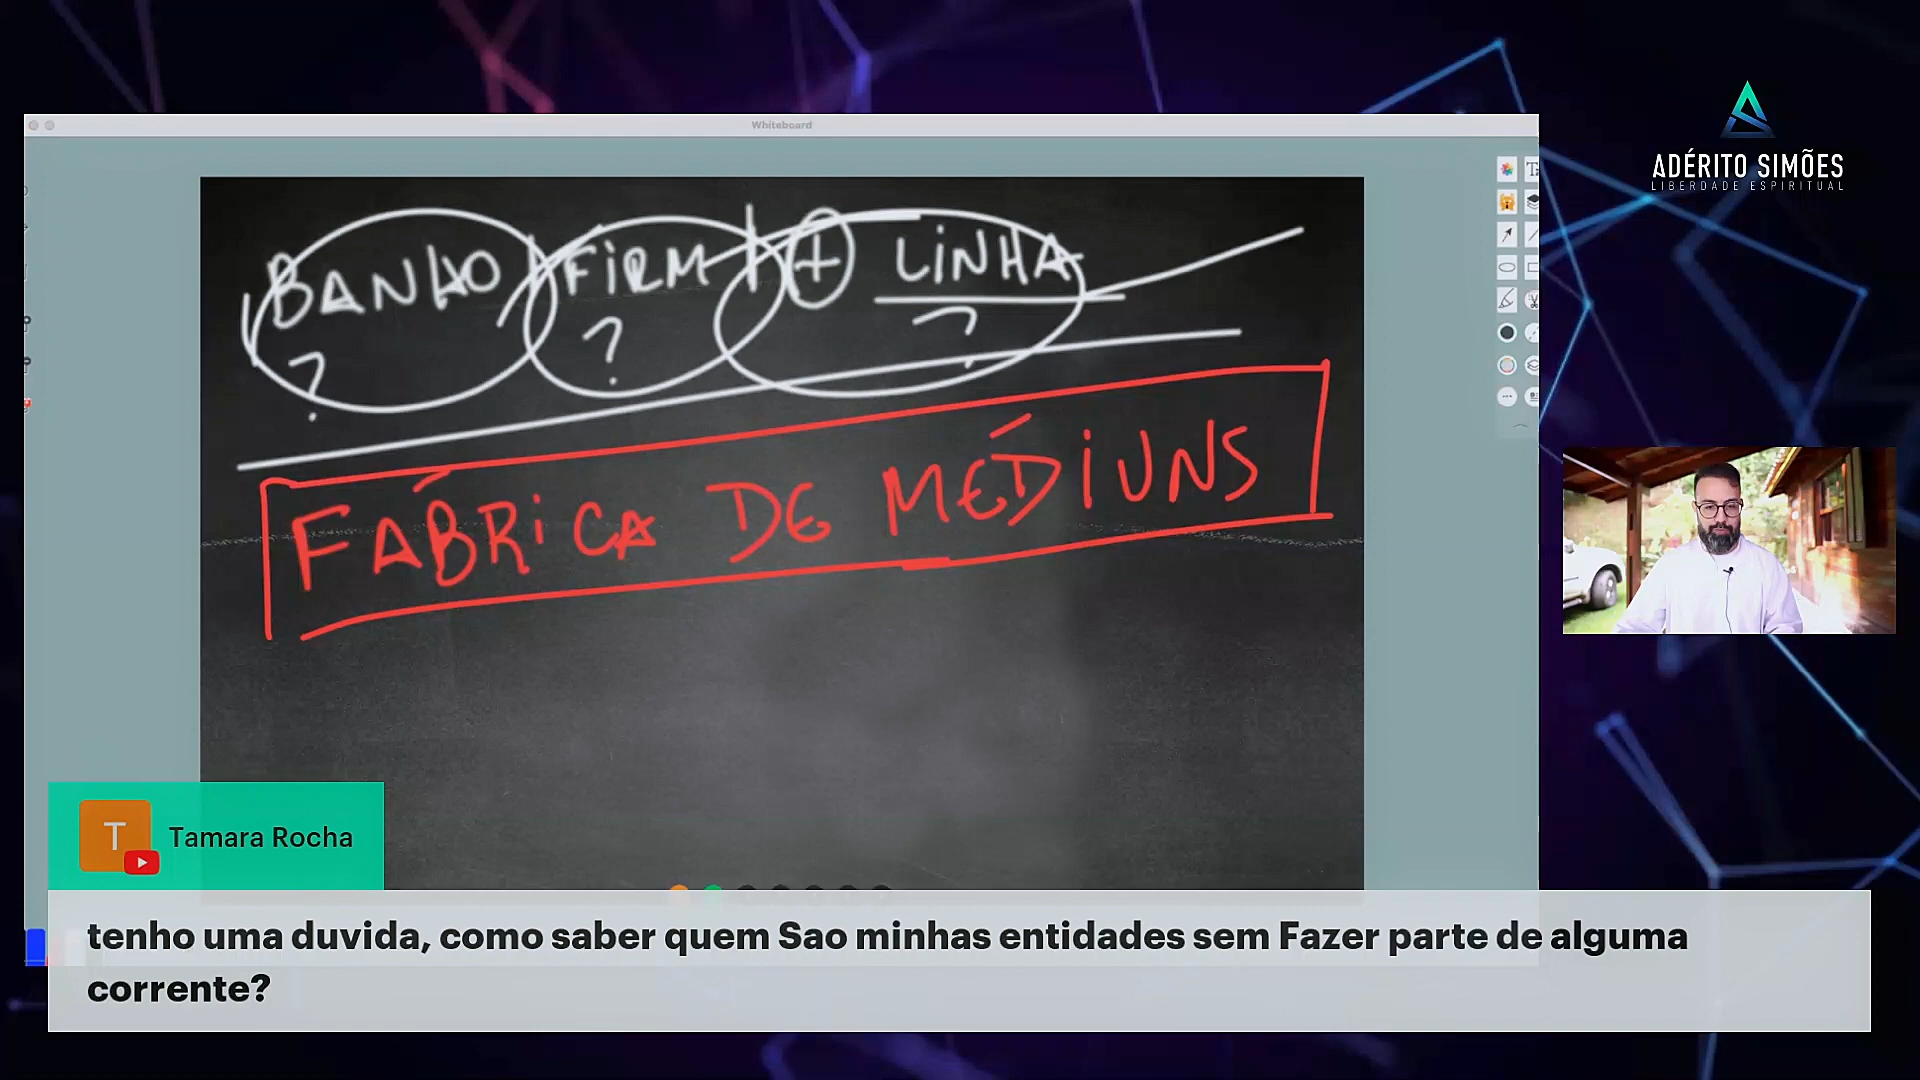 Whiteboard
ADÉRITO SIMÕES
LIBERDADE ESPIRITUAL
BANHO FIRM + LINHA
? ? ?
FÁBRICA DE MÉDIUNS
T Tamara Rocha
tenho uma duvida, como saber quem Sao minhas entidades sem Fazer parte de alguma
corrente?